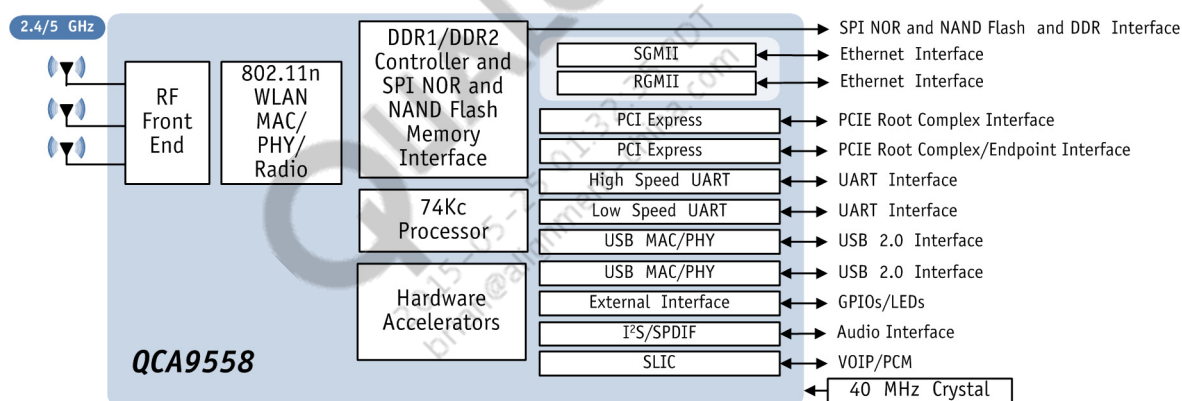 2.4/5 GHz
RF
Front
End
802.11n
WLAN
MAC/
PHY/
Radio
DDR1/DDR2
Controller and
SPI NOR and
NAND Flash
Memory
Interface
74Kc
Processor
Hardware
Accelerators
SGMII
RGMII
PCI Express
PCI Express
High Speed UART
Low Speed UART
USB MAC/PHY
USB MAC/PHY
External Interface
I²S/SPDIF
SLIC
SPI NOR and NAND Flash and DDR Interface
Ethernet Interface
Ethernet Interface
PCIE Root Complex Interface
PCIE Root Complex/Endpoint Interface
UART Interface
UART Interface
USB 2.0 Interface
USB 2.0 Interface
GPIOs/LEDs
Audio Interface
VOIP/PCM
40 MHz Crystal
QCA9558